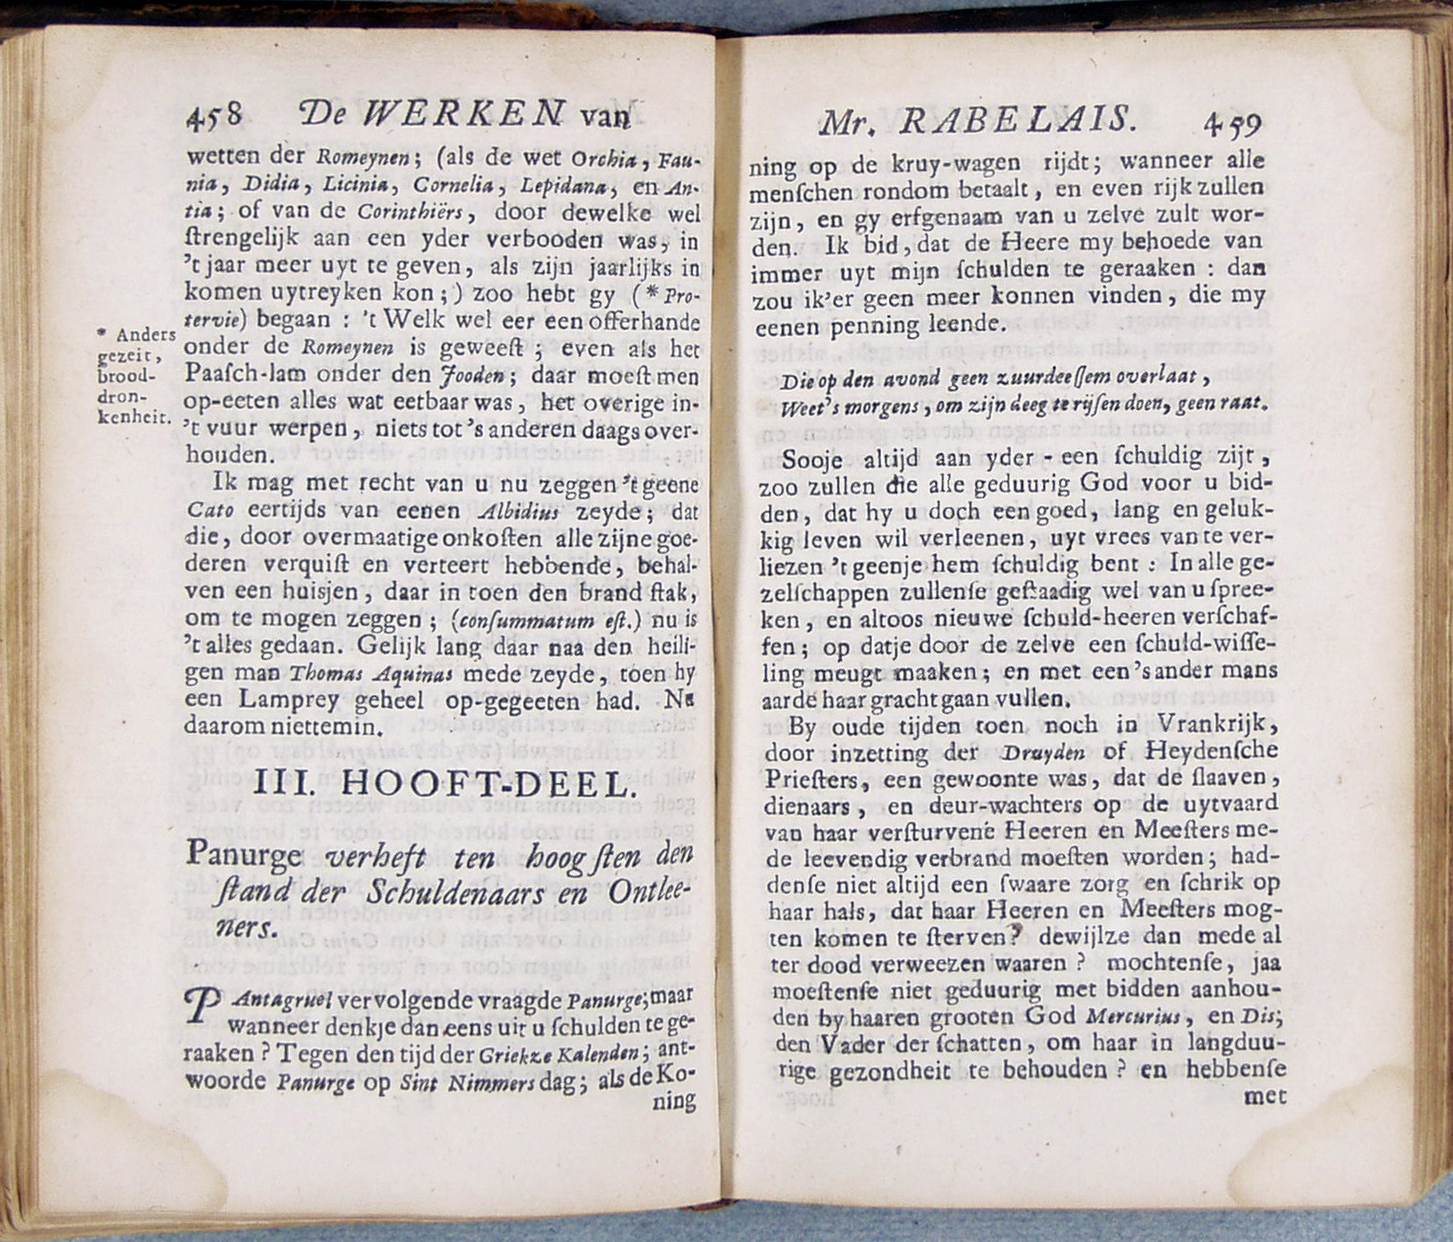 458 De WERKEN van
wetten der Romeynen; (als de wet Orchia, Fau-
nia, Didia, Licinia, Cornelia, Lepidana, en An-
tia; of van de Corinthiërs, door dewelke wel
ſtrengelijk aan een yder verbooden was, in
't jaar meer uyt te geven, als zijn jaarlijks in
komen uytreyken kon;) zoo hebt gy (* Pro-
tervie) begaan : 't Welk wel eer een offerhande
onder de Romeynen is geweeſt ; even als het
Paaſch-lam onder den Jooden; daar moeſt men
op-eeten alles wat eetbaar was, het overige in-
't vuur werpen, niets tot 's anderen daags over-
houden.
* Anders
gezeit,
brood-
dron-
kenheit.
Ik mag met recht van u nu zeggen 't geene
Cato eertijds van eenen Albidius zeyde; dat
die, door overmaatige onkoſten alle zijne goe-
deren verquiſt en verteert hebbende, behal-
ven een huisjen, daar in toen den brand ſtak,
om te mogen zeggen ; (conſummatum eſt.) nu is
't alles gedaan. Gelijk lang daar naa den heili-
gen man Thomas Aquinas mede zeyde, toen hy
een Lamprey geheel op-gegeeten had. Na
daarom niettemin.
III. HOOFT-DEEL.
Panurge verheft ten hoogſten den
ſtand der Schuldenaars en Ontlee-
ners.
PAntagruel vervolgende vraagde Panurge; maar
wanneer denkje dan eens uit u ſchulden te ge-
raaken ? Tegen den tijd der Griekze Kalenden; ant-
woorde Panurge op Sint Nimmers dag; als de Ko-
ning
Mr. RABELAIS. 459
ning op de kruy-wagen rijdt; wanneer alle
menſchen rondom betaalt, en even rijk zullen
zijn, en gy erfgenaam van u zelve zult wor-
den. Ik bid, dat de Heere my behoede van
immer uyt mijn ſchulden te geraaken : dan
zou ik'er geen meer konnen vinden, die my
eenen penning leende.
Die op den avond geen zuurdeeſſem overlaat,
Weet's morgens, om zijn deeg te rijſen doen, geen raat.
Sooje altijd aan yder-een ſchuldig zijt,
zoo zullen die alle geduurig God voor u bid-
den, dat hy u doch een goed, lang en geluk-
kig leven wil verleenen, uyt vrees van te ver-
liezen 't geenje hem ſchuldig bent : In alle ge-
zelſchappen zullenſe geſtaadig wel van u ſpree-
ken, en altoos nieuwe ſchuld-heeren verſchaf-
fen; op datje door de zelve een ſchuld-wiſſe-
ling meugt maaken; en met een 's ander mans
aarde haar gracht gaan vullen.
By oude tijden toen noch in Vrankrijk,
door inzetting der Druyden of Heydenſche
Prieſters, een gewoonte was, dat de ſlaaven,
dienaars, en deur-wachters op de uytvaard
van haar verſturvene Heeren en Meeſters me-
de leevendig verbrand moeſten worden; had-
denſe niet altijd een ſwaare zorg en ſchrik op
haar hals, dat haar Heeren en Meeſters mog-
ten komen te ſterven? dewijlze dan mede al
ter dood verweezen waaren ? mochtenſe, jaa
moeſtenſe niet geduurig met bidden aanhou-
den by haaren grooten God Mercurius, en Dis;
den Vader der ſchatten, om haar in langduu-
rige gezondheit te behouden ? en hebbenſe
met